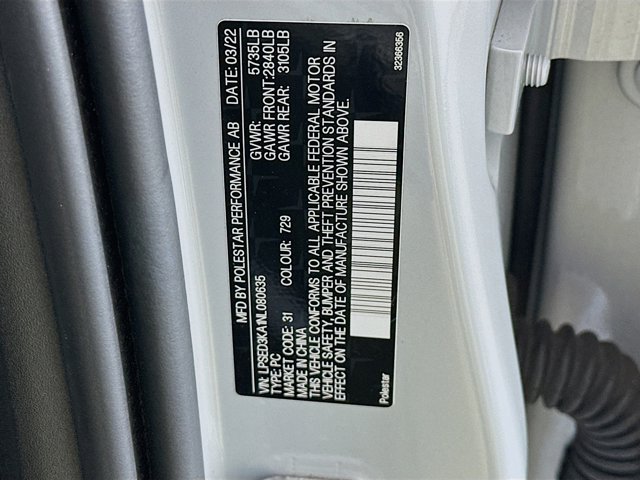 MFD BY POLESTAR PERFORMANCE AB DATE: 03/22
GVWR: 5735LB
GAWR FRONT:2840LB
GAWR REAR: 3105LB
VIN: LPSED3KA1NL080635
TYPE: PC
MARKET CODE: 31 COLOUR: 729
MADE IN CHINA
THIS VEHICLE CONFORMS TO ALL APPLICABLE FEDERAL MOTOR
VEHICLE SAFETY, BUMPER AND THEFT PREVENTION STANDARDS IN
EFFECT ON THE DATE OF MANUFACTURE SHOWN ABOVE.
Polestar 32366356